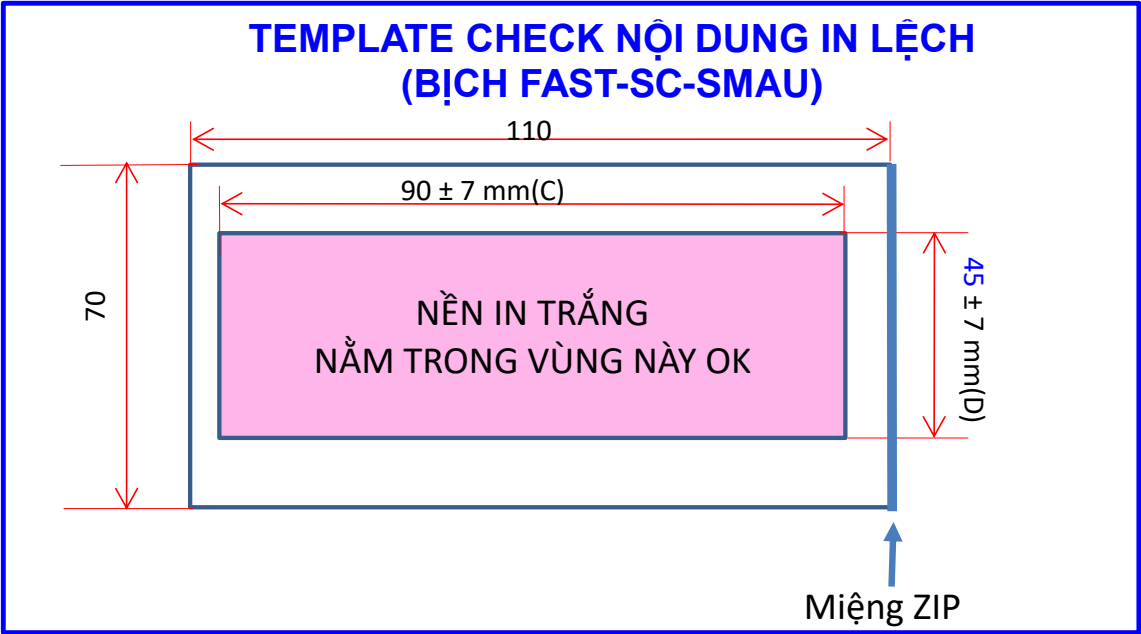 TEMPLATE CHECK NỘI DUNG IN LỆCH
(BỊCH FAST-SC-SMAU)
110
90 ± 7 mm(C)
70
NỀN IN TRẮNG
NẰM TRONG VÙNG NÀY OK
45 ± 7 mm(D)
Miệng ZIP